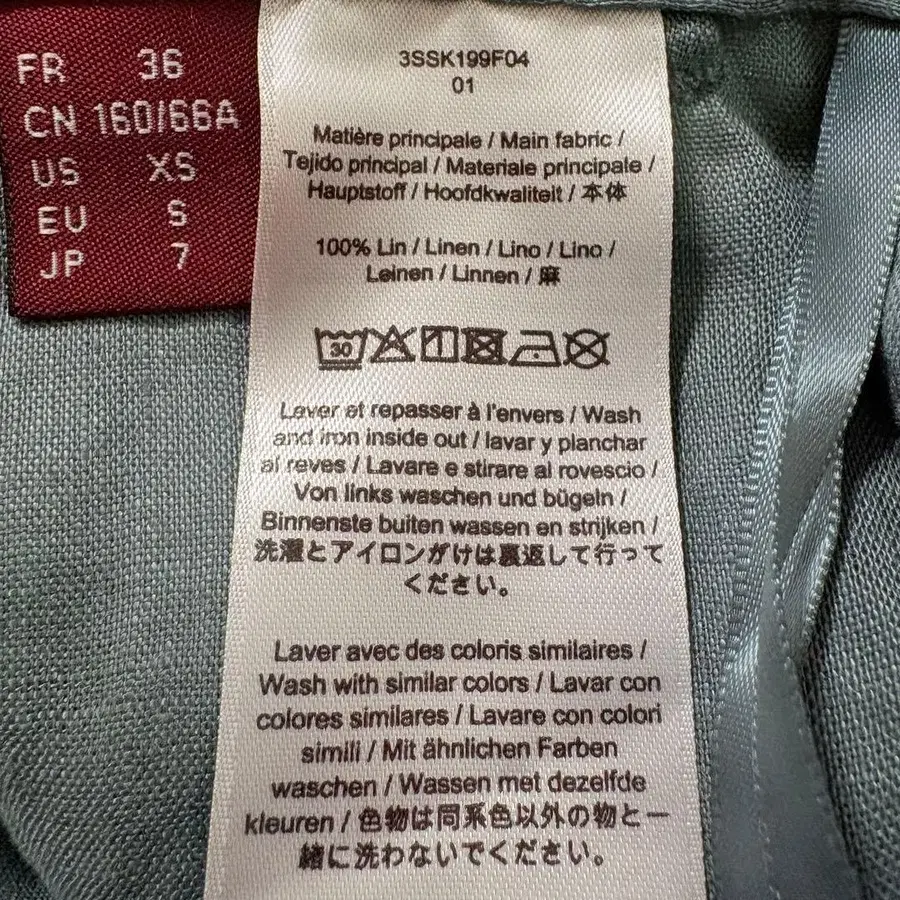 FR 36
CN 160/66A
US XS
EU S
JP 7
3SSK199F04
01
Matière principale / Main fabric /
Tejido principal / Materiale principale /
Hauptstoff / Hoofdkwaliteit / 本体
100% Lin / Linen / Lino / Lino /
Leinen / Linnen / 麻
30
Laver et repasser à l'envers / Wash
and iron inside out / lavar y planchar
al reves / Lavare e stirare al rovescio /
Von links waschen und bügeln /
Binnenste buiten wassen en strijken /
洗濯とアイロンがけは裏返して行って
ください。
Laver avec des coloris similaires /
Wash with similar colors / Lavar con
colores similares / Lavare con colori
simili / Mit ähnlichen Farben
waschen / Wassen met dezelfde
kleuren / 色物は同系色以外の物と一
緒に洗わないでください。